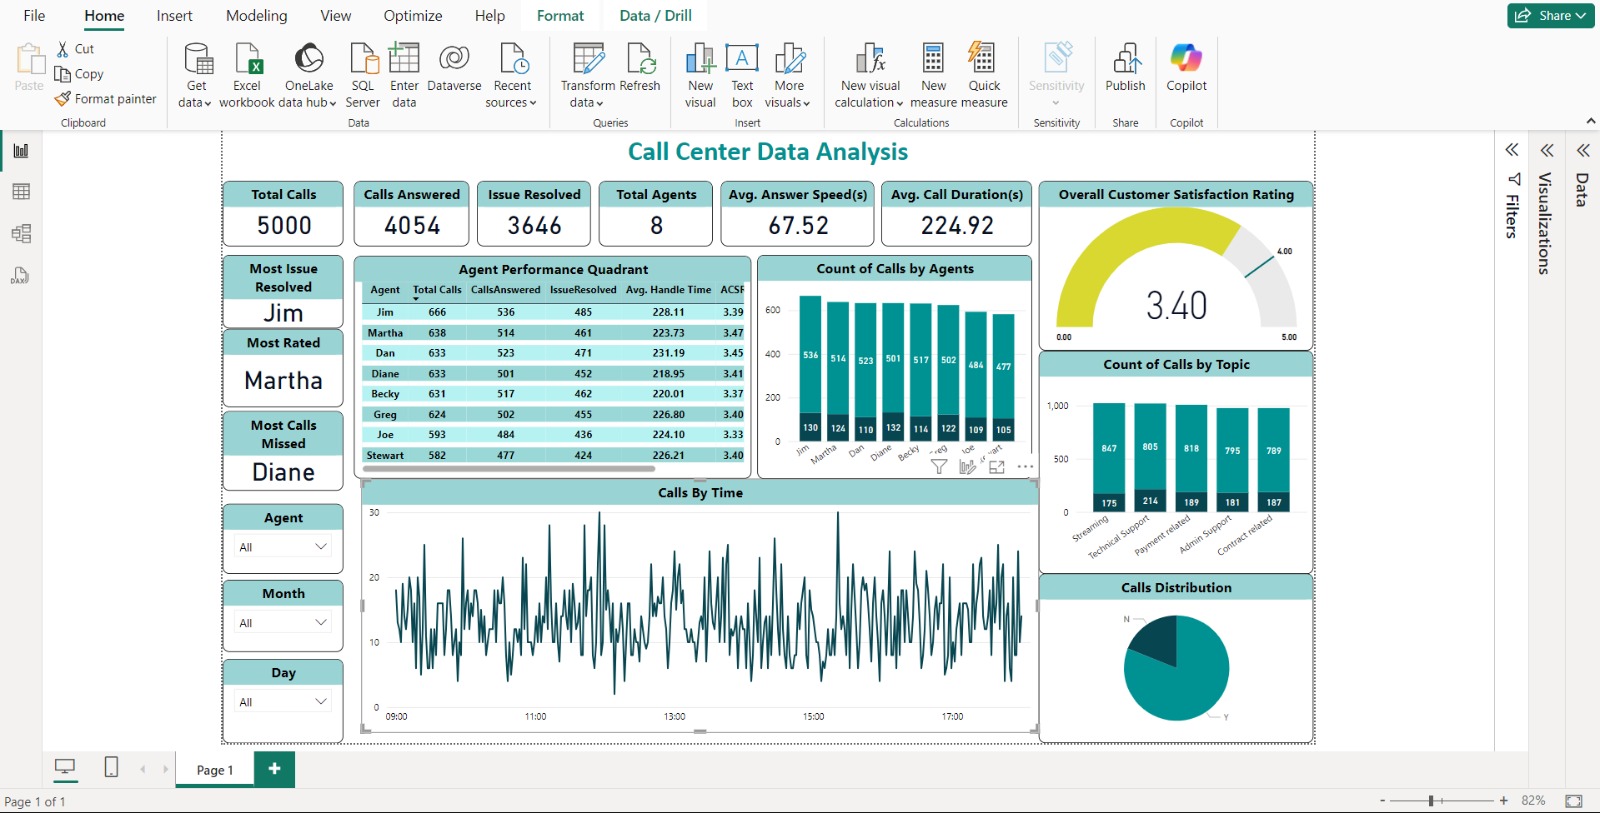 File Home Insert Modeling View Optimize Help Format Data / Drill Share
Paste
Cut
Copy
Format painter
Clipboard
Get data
Excel workbook
OneLake data hub
SQL Server
Enter data
Dataverse
Recent sources
Data
Transform data
Refresh
Queries
New visual
Text box
More visuals
Insert
New visual calculation
New measure
Quick measure
Calculations
Sensitivity
Sensitivity
Publish
Share
Copilot
Copilot
Call Center Data Analysis
Total Calls
5000
Calls Answered
4054
Issue Resolved
3646
Total Agents
8
Avg. Answer Speed(s)
67.52
Avg. Call Duration(s)
224.92
Overall Customer Satisfaction Rating
4.00
3.40
0.00 5.00
Most Issue
Resolved
Jim
Most Rated
Martha
Most Calls
Missed
Diane
Agent
All
Month
All
Day
All
Agent Performance Quadrant
Agent Total Calls CallsAnswered IssueResolved Avg. Handle Time
Jim 666 536 485 228.11 3.39
Martha 638 514 461 223.73 3.47
Dan 633 523 471 231.19 3.45
Diane 633 501 452 218.95 3.41
Becky 631 517 462 220.01 3.37
Greg 624 502 455 226.80 3.40
Joe 593 484 436 224.10 3.33
Stewart 582 477 424 226.21 3.40
Count of Calls by Agents
600
400
200
0
536 514 523 501 517 502 484 477
130 124 110 132 114 122 109 105
Jim Martha Dan Diane Becky
Count of Calls by Topic
1,000
500
0
847 805 818 795 789
175 214 189 181 187
Streaming
Technical Support
Payment related
Admin Support
Contract related
Calls By Time
30
20
10
0
09:00 11:00 13:00 15:00 17:00
Calls Distribution
N
Y
Filters
Visualizations
Data
DAX
Page 1
+
Page 1 of 1
- + 82%